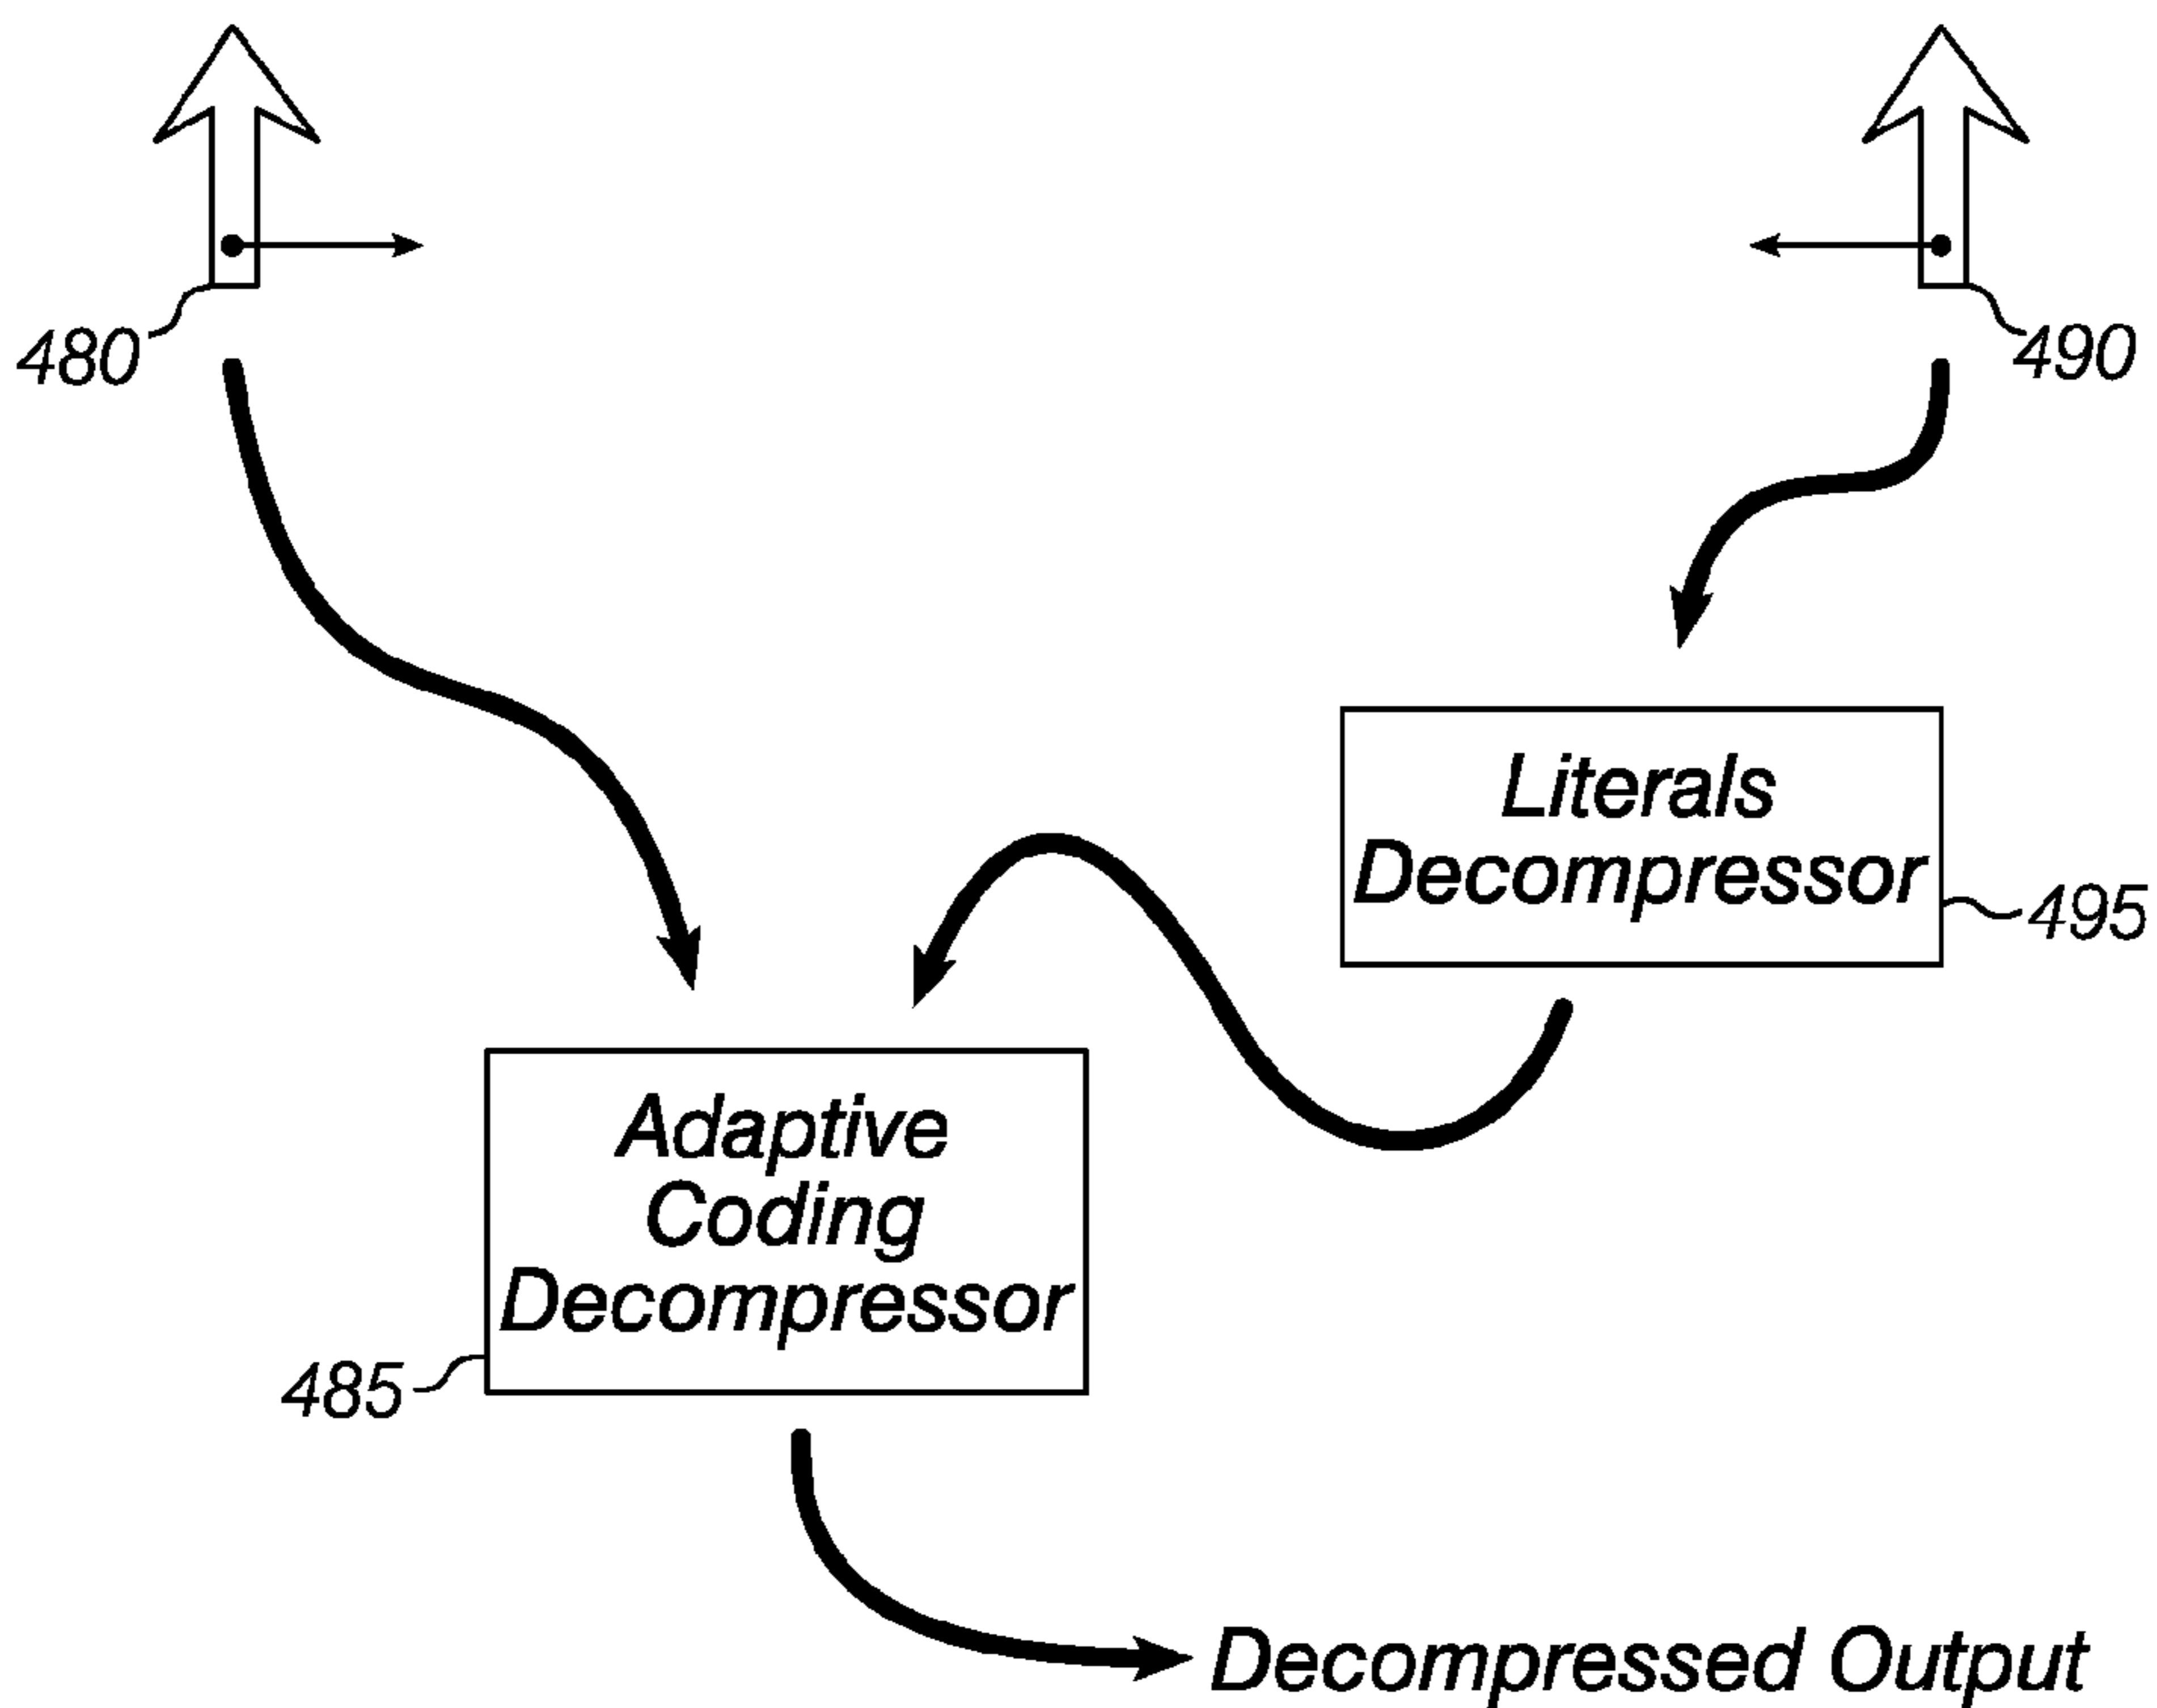 480
490
Literals
Decompressor
495
Adaptive
Coding
Decompressor
485
Decompressed Output